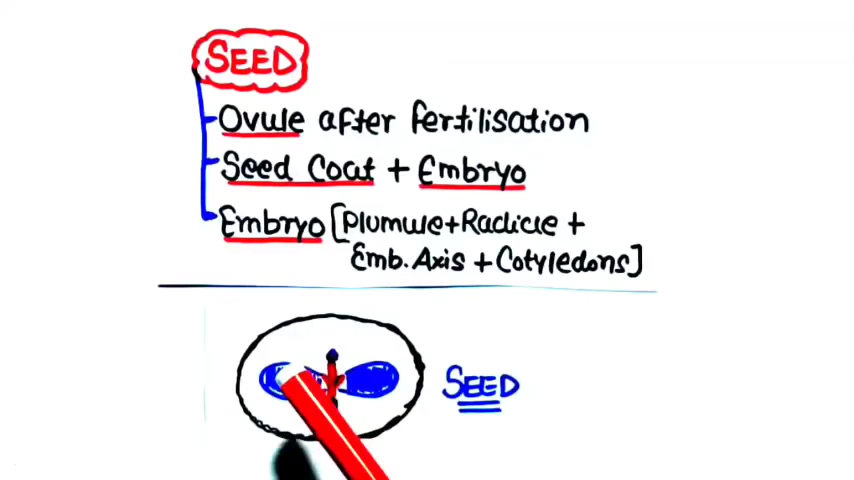 SEED
Ovule after fertilisation
Seed Coat + Embryo
Embryo [Plumule+Radicle +
Emb. Axis + Cotyledons]
SEED